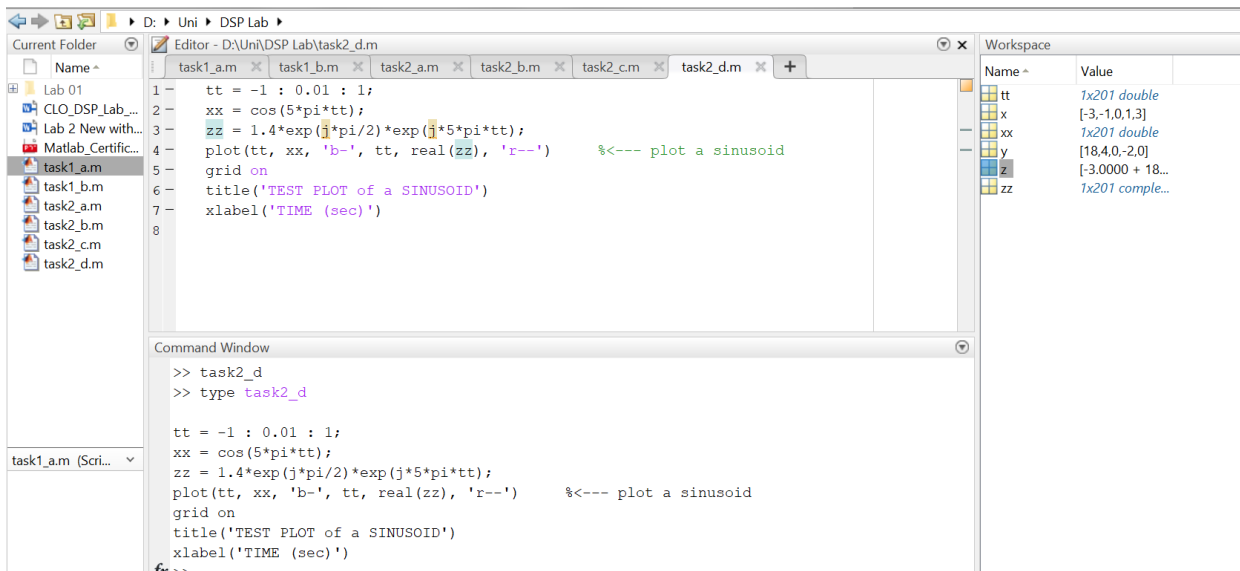 D: ▸ Uni ▸ DSP Lab ▸
Current Folder
Name
Lab 01
CLO_DSP_Lab_...
Lab 2 New with...
Matlab_Certific...
task1_a.m
task1_b.m
task2_a.m
task2_b.m
task2_c.m
task2_d.m
task1_a.m (Scri...
Editor - D:\Uni\DSP Lab\task2_d.m
task1_a.m task1_b.m task2_a.m task2_b.m task2_c.m task2_d.m
1 tt = -1 : 0.01 : 1;
2 xx = cos(5*pi*tt);
3 zz = 1.4*exp(j*pi/2)*exp(j*5*pi*tt);
4 plot(tt, xx, 'b-', tt, real(zz), 'r--') %<--- plot a sinusoid
5 grid on
6 title('TEST PLOT of a SINUSOID')
7 xlabel('TIME (sec)')
8
Command Window
>> task2_d
>> type task2_d
tt = -1 : 0.01 : 1;
xx = cos(5*pi*tt);
zz = 1.4*exp(j*pi/2)*exp(j*5*pi*tt);
plot(tt, xx, 'b-', tt, real(zz), 'r--') %<--- plot a sinusoid
grid on
title('TEST PLOT of a SINUSOID')
xlabel('TIME (sec)')
fx >>
Workspace
Name Value
tt 1x201 double
x [-3,-1,0,1,3]
xx 1x201 double
y [18,4,0,-2,0]
z [-3.0000 + 18...
zz 1x201 comple...